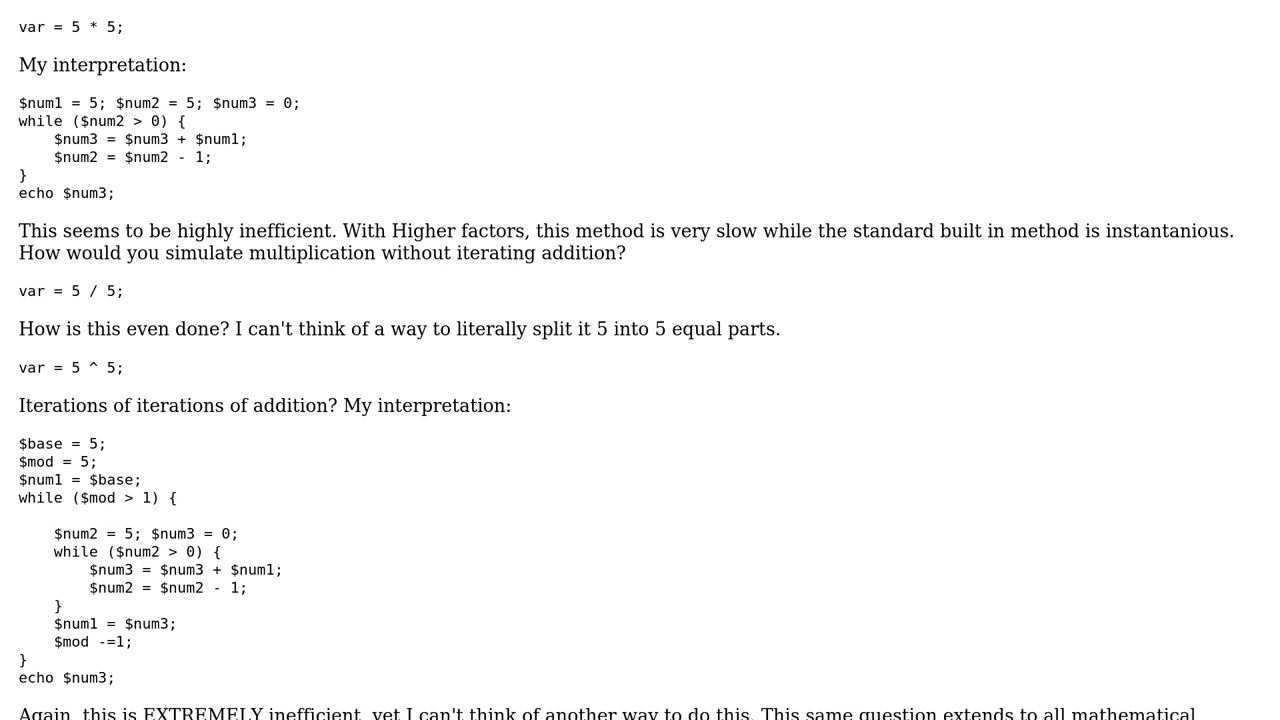 var = 5 * 5;
My interpretation:
$num1 = 5; $num2 = 5; $num3 = 0;
while ($num2 > 0) {
    $num3 = $num3 + $num1;
    $num2 = $num2 - 1;
}
echo $num3;
This seems to be highly inefficient. With Higher factors, this method is very slow while the standard built in method is instantanious.
How would you simulate multiplication without iterating addition?
var = 5 / 5;
How is this even done? I can't think of a way to literally split it 5 into 5 equal parts.
var = 5 ^ 5;
Iterations of iterations of addition? My interpretation:
$base = 5;
$mod = 5;
$num1 = $base;
while ($mod > 1) {
    $num2 = 5; $num3 = 0;
    while ($num2 > 0) {
        $num3 = $num3 + $num1;
        $num2 = $num2 - 1;
    }
    $num1 = $num3;
    $mod -=1;
}
echo $num3;
Again, this is EXTREMELY inefficient, yet I can't think of another way to do this. This same question extends to all mathematical